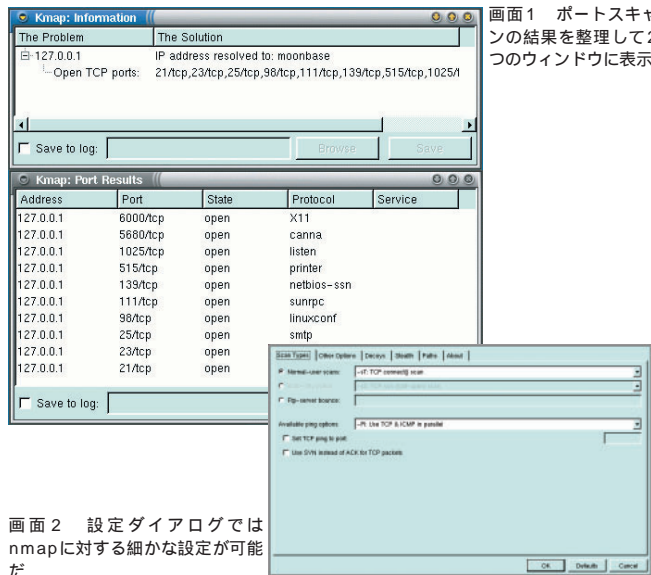 Kmap: Information
The Problem The Solution
127.0.0.1 IP address resolved to: moonbase
Open TCP ports: 21/tcp,23/tcp,25/tcp,98/tcp,111/tcp,139/tcp,515/tcp,1025/t
Save to log: Browse Save
画面1 ポートスキャ
ンの結果を整理して2
つのウィンドウに表示
Kmap: Port Results
Address Port State Protocol Service
127.0.0.1 6000/tcp open X11
127.0.0.1 5680/tcp open canna
127.0.0.1 1025/tcp open listen
127.0.0.1 515/tcp open printer
127.0.0.1 139/tcp open netbios-ssn
127.0.0.1 111/tcp open sunrpc
127.0.0.1 98/tcp open linuxconf
127.0.0.1 25/tcp open smtp
127.0.0.1 23/tcp open
127.0.0.1 21/tcp open
Save to log:
Scan Types Other Options Decoys Stealth Paths About
Normal-user scans: -sT: TCP connect() scan
Ftp-server bounce:
Available ping options -PI: Use TCP & ICMP in parallel
Set TCP ping to port:
Use SYN instead of ACK for TCP packets
OK Defaults Cancel
画面2 設定ダイアログでは
nmapに対する細かな設定が可能
だ